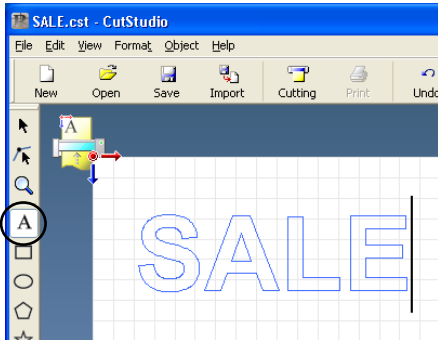 SALE.cst - CutStudio
File Edit View Format Object Help
New Open Save Import Cutting Print Undo
A
A
SALE